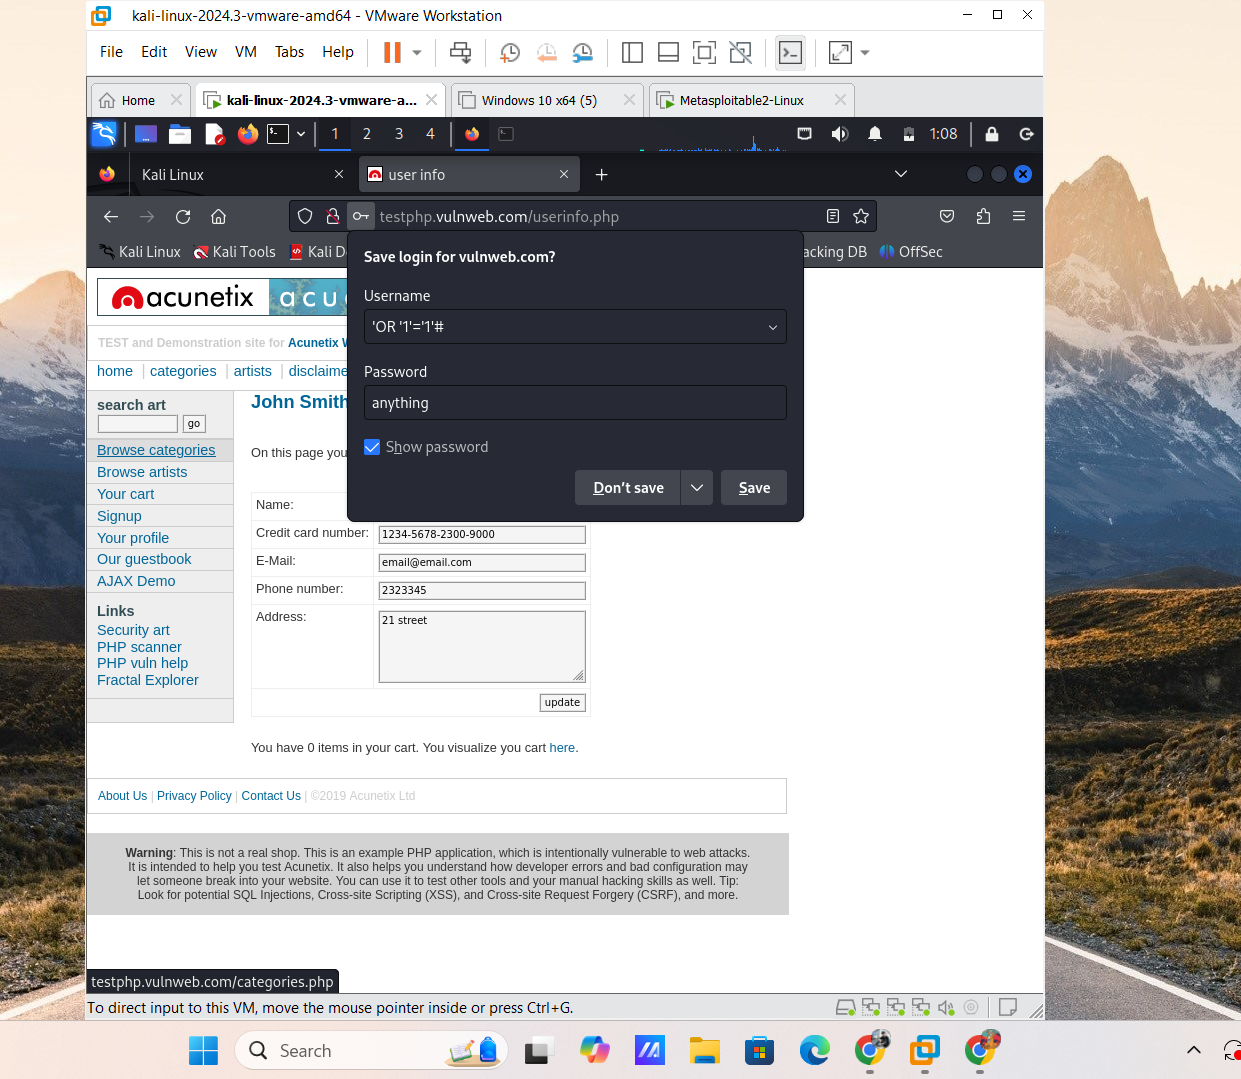 kali-linux-2024.3-vmware-amd64 - VMware Workstation
File Edit View VM Tabs Help
Home
kali-linux-2024.3-vmware-a...
Windows 10 x64 (5)
Metasploitable2-Linux
1 2 3 4
1:08
Kali Linux
user info
testphp.vulnweb.com/userinfo.php
Kali Linux Kali Tools Kali D acking DB OffSec
Save login for vulnweb.com?
Username
'OR '1'='1'#
Password
anything
Show password
Don't save
Save
acunetix acu
TEST and Demonstration site for Acunetix W
home | categories | artists | disclaime
search art
go
Browse categories
Browse artists
Your cart
Signup
Your profile
Our guestbook
AJAX Demo
Links
Security art
PHP scanner
PHP vuln help
Fractal Explorer
John Smith
On this page you
Name:
Credit card number: 1234-5678-2300-9000
E-Mail: email@email.com
Phone number: 2323345
Address: 21 street
update
You have 0 items in your cart. You visualize you cart here.
About Us | Privacy Policy | Contact Us | ©2019 Acunetix Ltd
Warning: This is not a real shop. This is an example PHP application, which is intentionally vulnerable to web attacks.
It is intended to help you test Acunetix. It also helps you understand how developer errors and bad configuration may
let someone break into your website. You can use it to test other tools and your manual hacking skills as well. Tip:
Look for potential SQL Injections, Cross-site Scripting (XSS), and Cross-site Request Forgery (CSRF), and more.
testphp.vulnweb.com/categories.php
To direct input to this VM, move the mouse pointer inside or press Ctrl+G.
Search